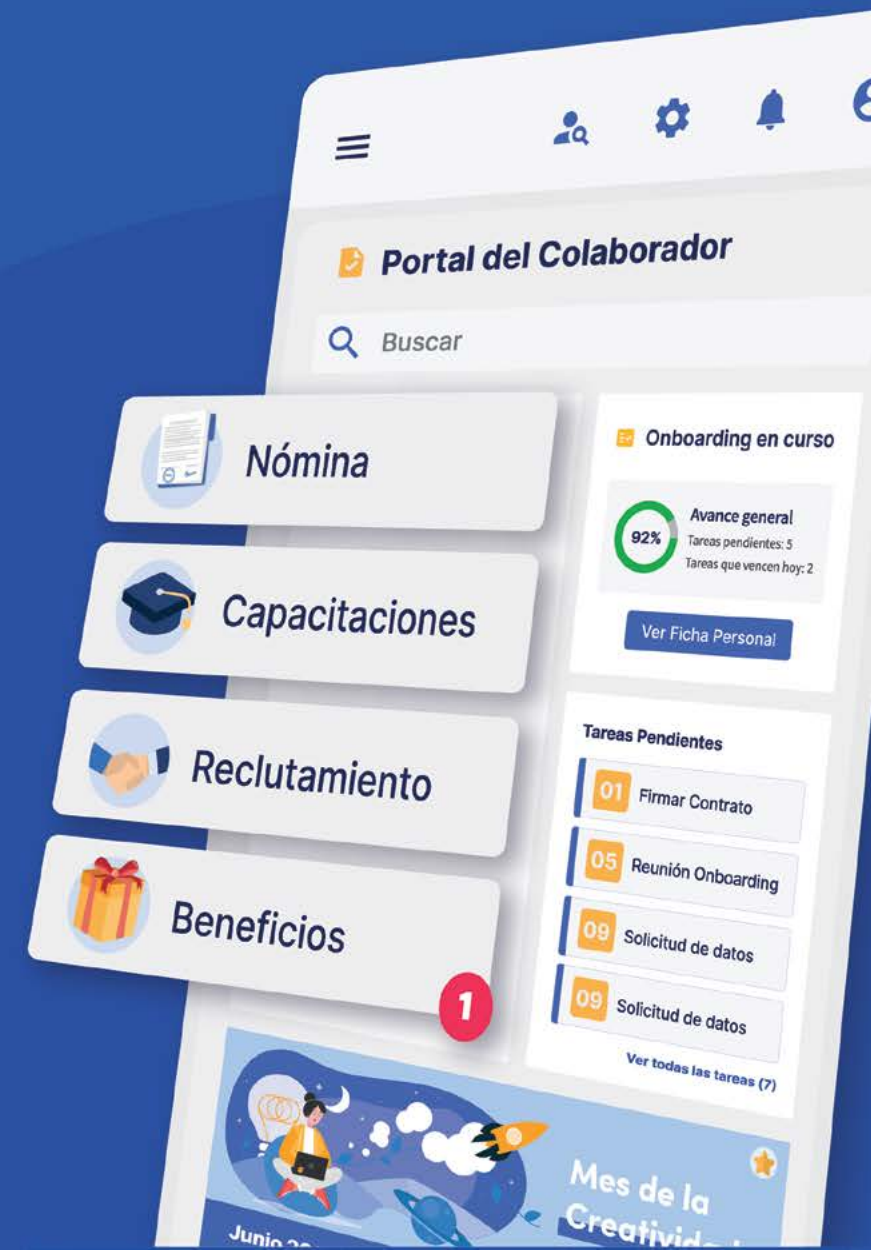 Portal del Colaborador
Buscar
Nómina
Capacitaciones
Reclutamiento
Beneficios
1
Onboarding en curso
92%
Avance general
Tareas pendientes: 5
Tareas que vencen hoy: 2
Ver Ficha Personal
Tareas Pendientes
01 Firmar Contrato
05 Reunión Onboarding
09 Solicitud de datos
09 Solicitud de datos
Ver todas las tareas (7)
Mes de la
Junio